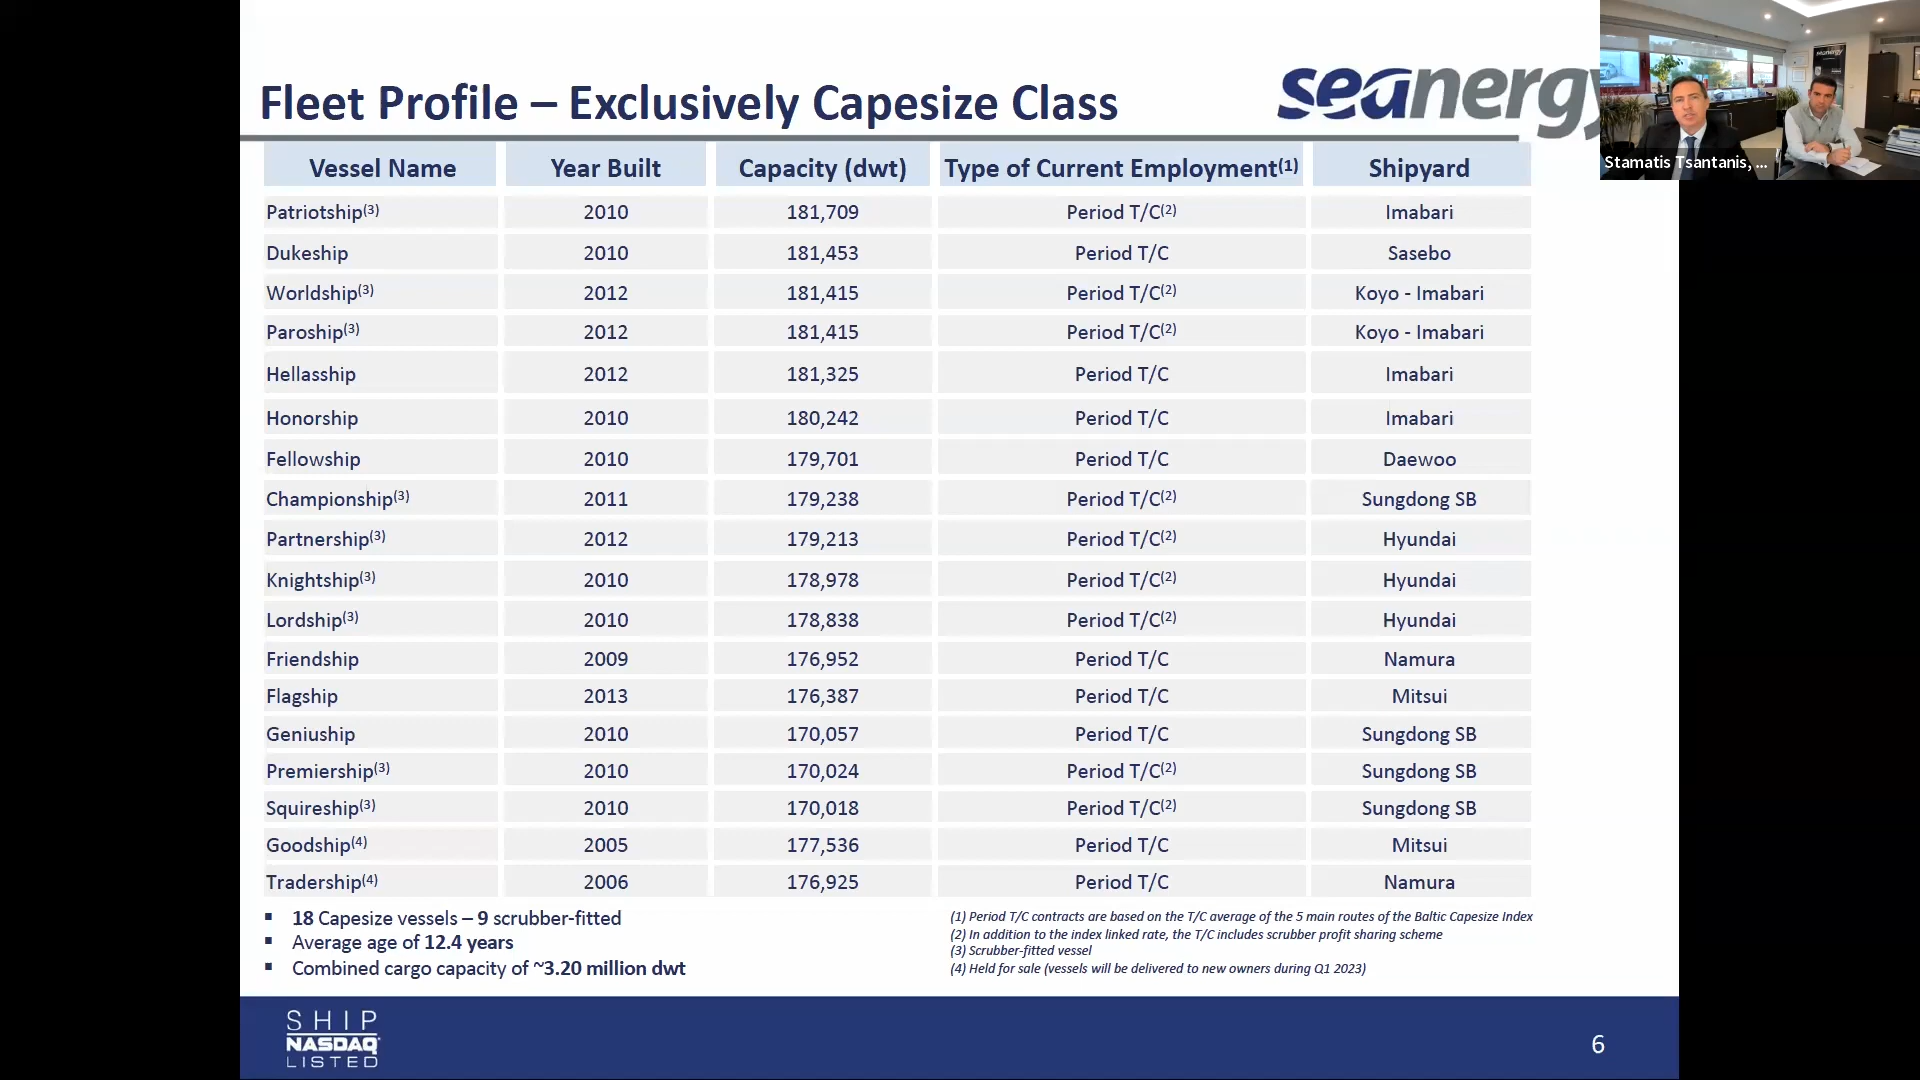 Fleet Profile – Exclusively Capesize Class
seanergy
Stamatis Tsantanis, ...
Vessel Name Year Built Capacity (dwt) Type of Current Employment(1) Shipyard
Patriotship(3) 2010 181,709 Period T/C(2) Imabari
Dukeship 2010 181,453 Period T/C Sasebo
Worldship(3) 2012 181,415 Period T/C(2) Koyo - Imabari
Paroship(3) 2012 181,415 Period T/C(2) Koyo - Imabari
Hellasship 2012 181,325 Period T/C Imabari
Honorship 2010 180,242 Period T/C Imabari
Fellowship 2010 179,701 Period T/C Daewoo
Championship(3) 2011 179,238 Period T/C(2) Sungdong SB
Partnership(3) 2012 179,213 Period T/C(2) Hyundai
Knightship(3) 2010 178,978 Period T/C(2) Hyundai
Lordship(3) 2010 178,838 Period T/C(2) Hyundai
Friendship 2009 176,952 Period T/C Namura
Flagship 2013 176,387 Period T/C Mitsui
Geniuship 2010 170,057 Period T/C Sungdong SB
Premiership(3) 2010 170,024 Period T/C(2) Sungdong SB
Squireship(3) 2010 170,018 Period T/C(2) Sungdong SB
Goodship(4) 2005 177,536 Period T/C Mitsui
Tradership(4) 2006 176,925 Period T/C Namura
▪ 18 Capesize vessels – 9 scrubber-fitted
▪ Average age of 12.4 years
▪ Combined cargo capacity of ~3.20 million dwt
(1) Period T/C contracts are based on the T/C average of the 5 main routes of the Baltic Capesize Index
(2) In addition to the index linked rate, the T/C includes scrubber profit sharing scheme
(3) Scrubber-fitted vessel
(4) Held for sale (vessels will be delivered to new owners during Q1 2023)
SHIP
NASDAQ
LISTED
6